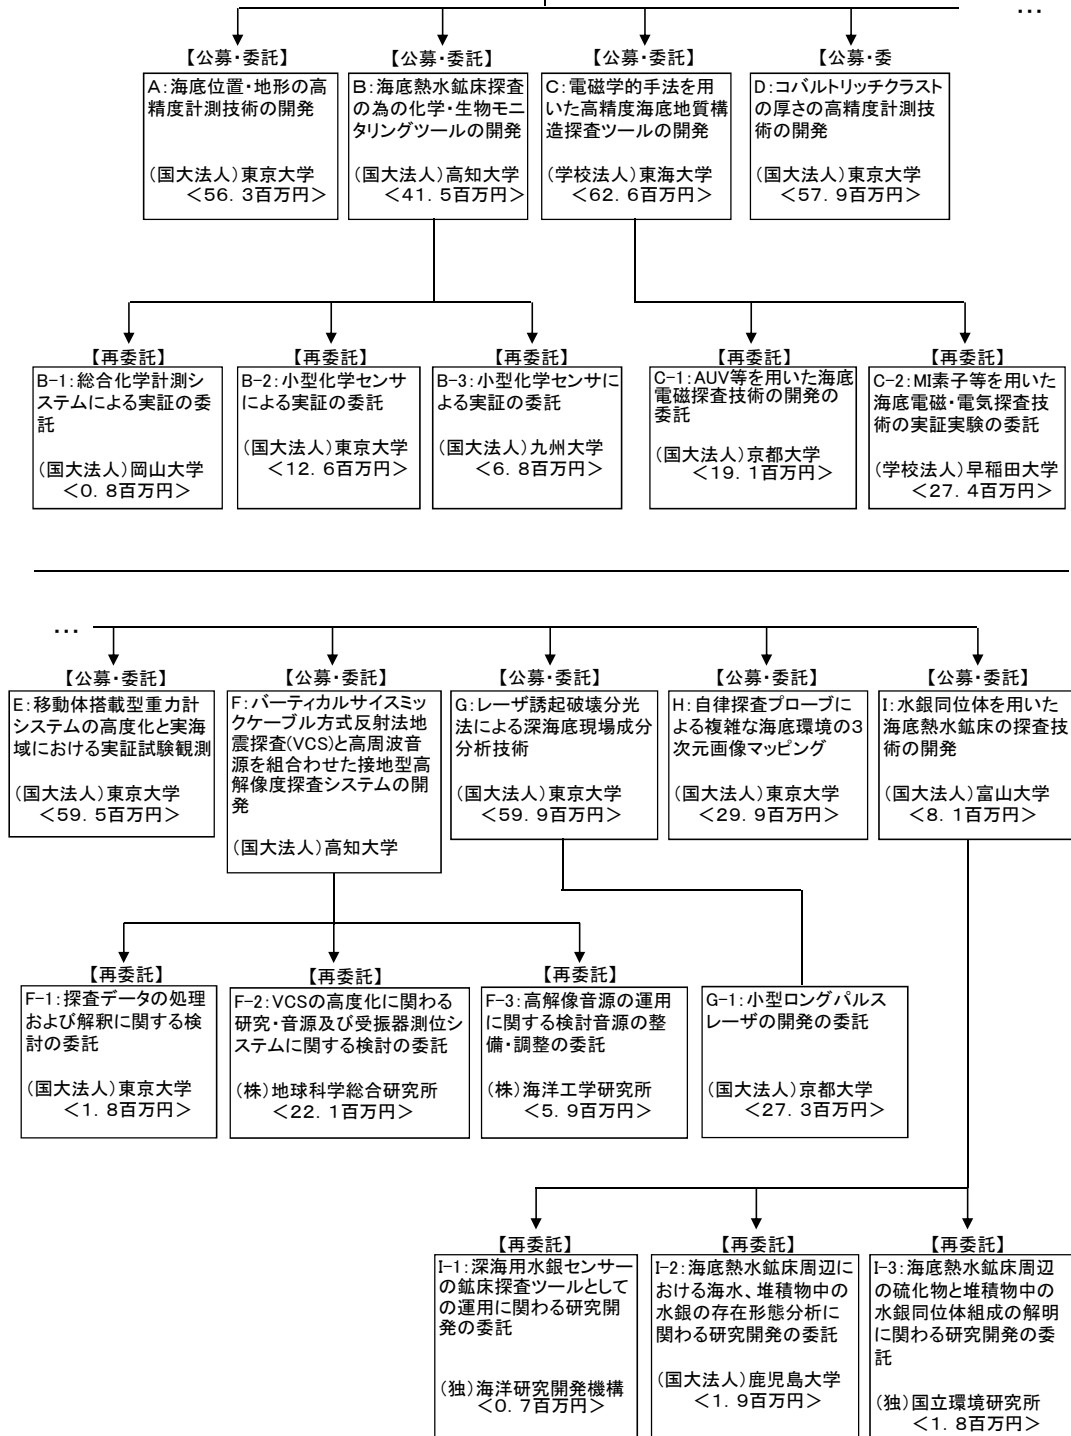 …
【公募・委託】
A：海底位置・地形の高
精度計測技術の開発
(国大法人)東京大学
＜56．3百万円＞
【公募・委託】
B：海底熱水鉱床探査
の為の化学・生物モニ
タリングツールの開発
(国大法人)高知大学
＜41．5百万円＞
【公募・委託】
C：電磁学的手法を用
いた高精度海底地質構
造探査ツールの開発
(学校法人)東海大学
＜62．6百万円＞
【公募・委
D：コバルトリッチクラスト
の厚さの高精度計測技
術の開発
(国大法人)東京大学
＜57．9百万円＞
【再委託】
B-1：総合化学計測シ
ステムによる実証の委
託
(国大法人)岡山大学
＜0．8百万円＞
【再委託】
B-2：小型化学センサ
による実証の委託
(国大法人)東京大学
＜12．6百万円＞
【再委託】
B-3：小型化学センサに
よる実証の委託
(国大法人)九州大学
＜6．8百万円＞
【再委託】
C-1：AUV等を用いた海底
電磁探査技術の開発の
委託
(国大法人)京都大学
＜19．1百万円＞
【再委託】
C-2：MI素子等を用いた
海底電磁・電気探査技
術の実証実験の委託
(学校法人)早稲田大学
＜27．4百万円＞
…
【公募・委託】
E：移動体搭載型重力計
システムの高度化と実海
域における実証試験観測
(国大法人)東京大学
＜59．5百万円＞
【公募・委託】
F：バーティカルサイスミッ
クケーブル方式反射法地
震探査(VCS)と高周波音
源を組合わせた接地型高
解像度探査システムの開
発
(国大法人)高知大学
【公募・委託】
G：レーザ誘起破壊分光
法による深海底現場成分
分析技術
(国大法人)東京大学
＜59．9百万円＞
【公募・委託】
H：自律探査プローブに
よる複雑な海底環境の3
次元画像マッピング
(国大法人)東京大学
＜29．9百万円＞
【公募・委託】
I：水銀同位体を用いた
海底熱水鉱床の探査技
術の開発
(国大法人)富山大学
＜8．1百万円＞
【再委託】
F-1：探査データの処理
および解釈に関する検
討の委託
(国大法人)東京大学
＜1．8百万円＞
【再委託】
F-2：VCSの高度化に関わる
研究・音源及び受振器測位シ
ステムに関する検討の委託
(株)地球科学総合研究所
＜22．1百万円＞
【再委託】
F-3：高解像音源の運用
に関する検討音源の整
備・調整の委託
(株)海洋工学研究所
＜5．9百万円＞
G-1：小型ロングパルス
レーザの開発の委託
(国大法人)京都大学
＜27．3百万円＞
【再委託】
I-1：深海用水銀センサー
の鉱床探査ツールとして
の運用に関わる研究開
発の委託
(独)海洋研究開発機構
＜0．7百万円＞
【再委託】
I-2：海底熱水鉱床周辺に
おける海水、堆積物中の
水銀の存在形態分析に
関わる研究開発の委託
(国大法人)鹿児島大学
＜1．9百万円＞
【再委託】
I-3：海底熱水鉱床周辺
の硫化物と堆積物中の
水銀同位体組成の解明
に関わる研究開発の委
託
(独)国立環境研究所
＜1．8百万円＞